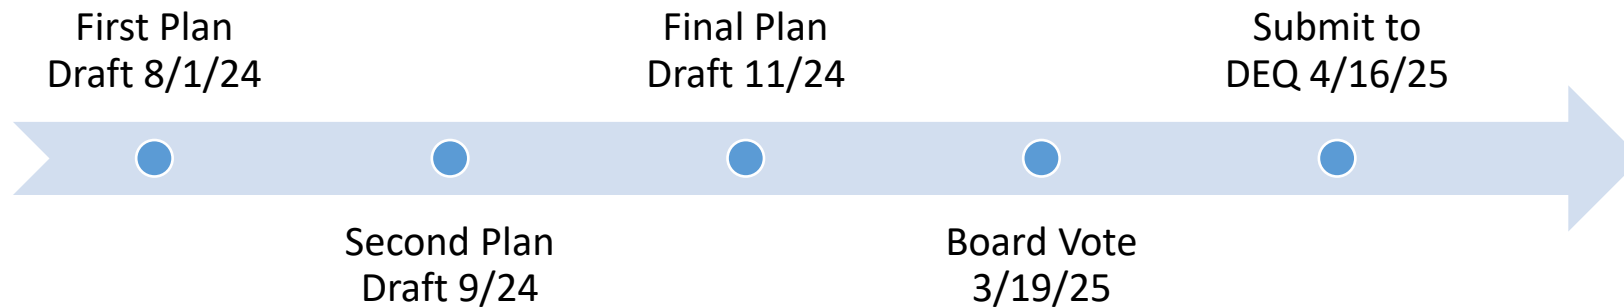 First Plan
Draft 8/1/24
Second Plan
Draft 9/24
Final Plan
Draft 11/24
Board Vote
3/19/25
Submit to
DEQ 4/16/25